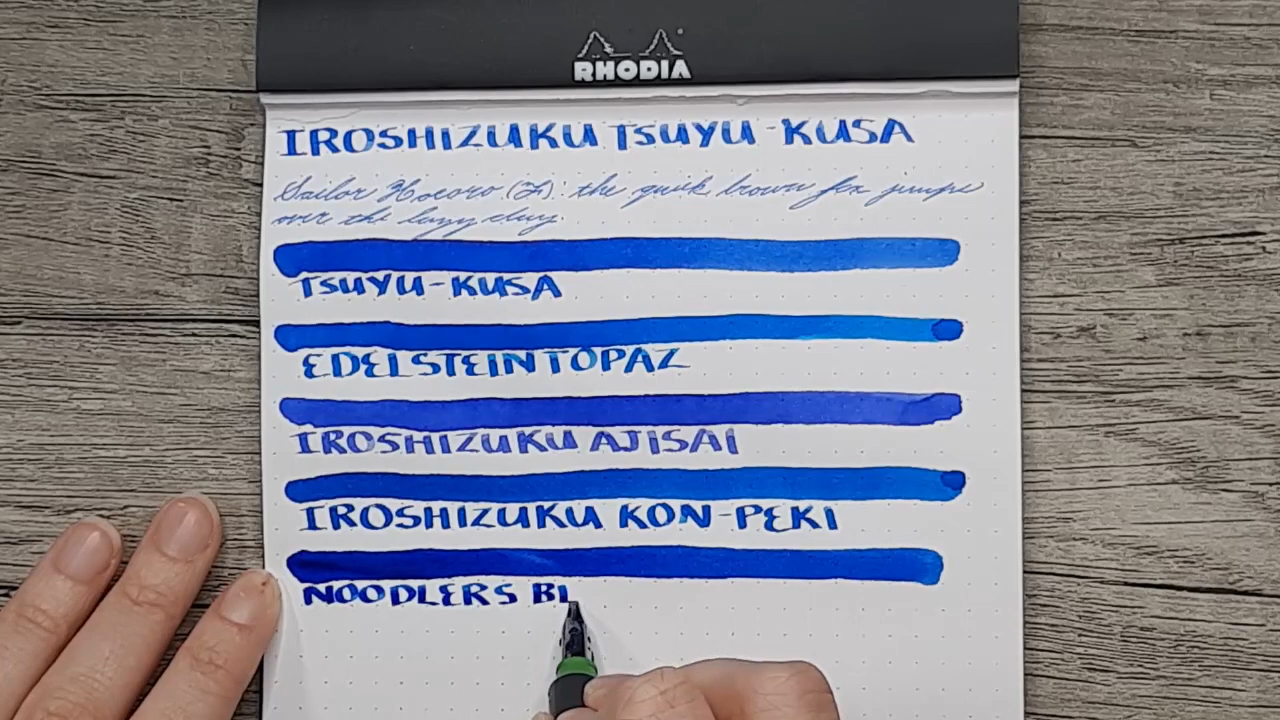 RHODIA
IROSHIZUKU TSUYU-KUSA
Sailor Hocoro (F): the quick brown fox jumps
over the lazy dog.
TSUYU-KUSA
EDELSTEIN TOPAZ
IROSHIZUKU AJISAI
IROSHIZUKU KON-PEKI
NOODLERS BL